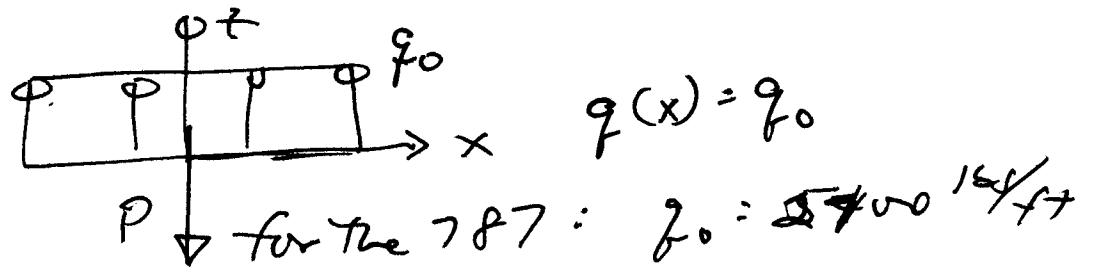 z
q₀
q(x) = q₀
x
P
for the 787: q₀ =